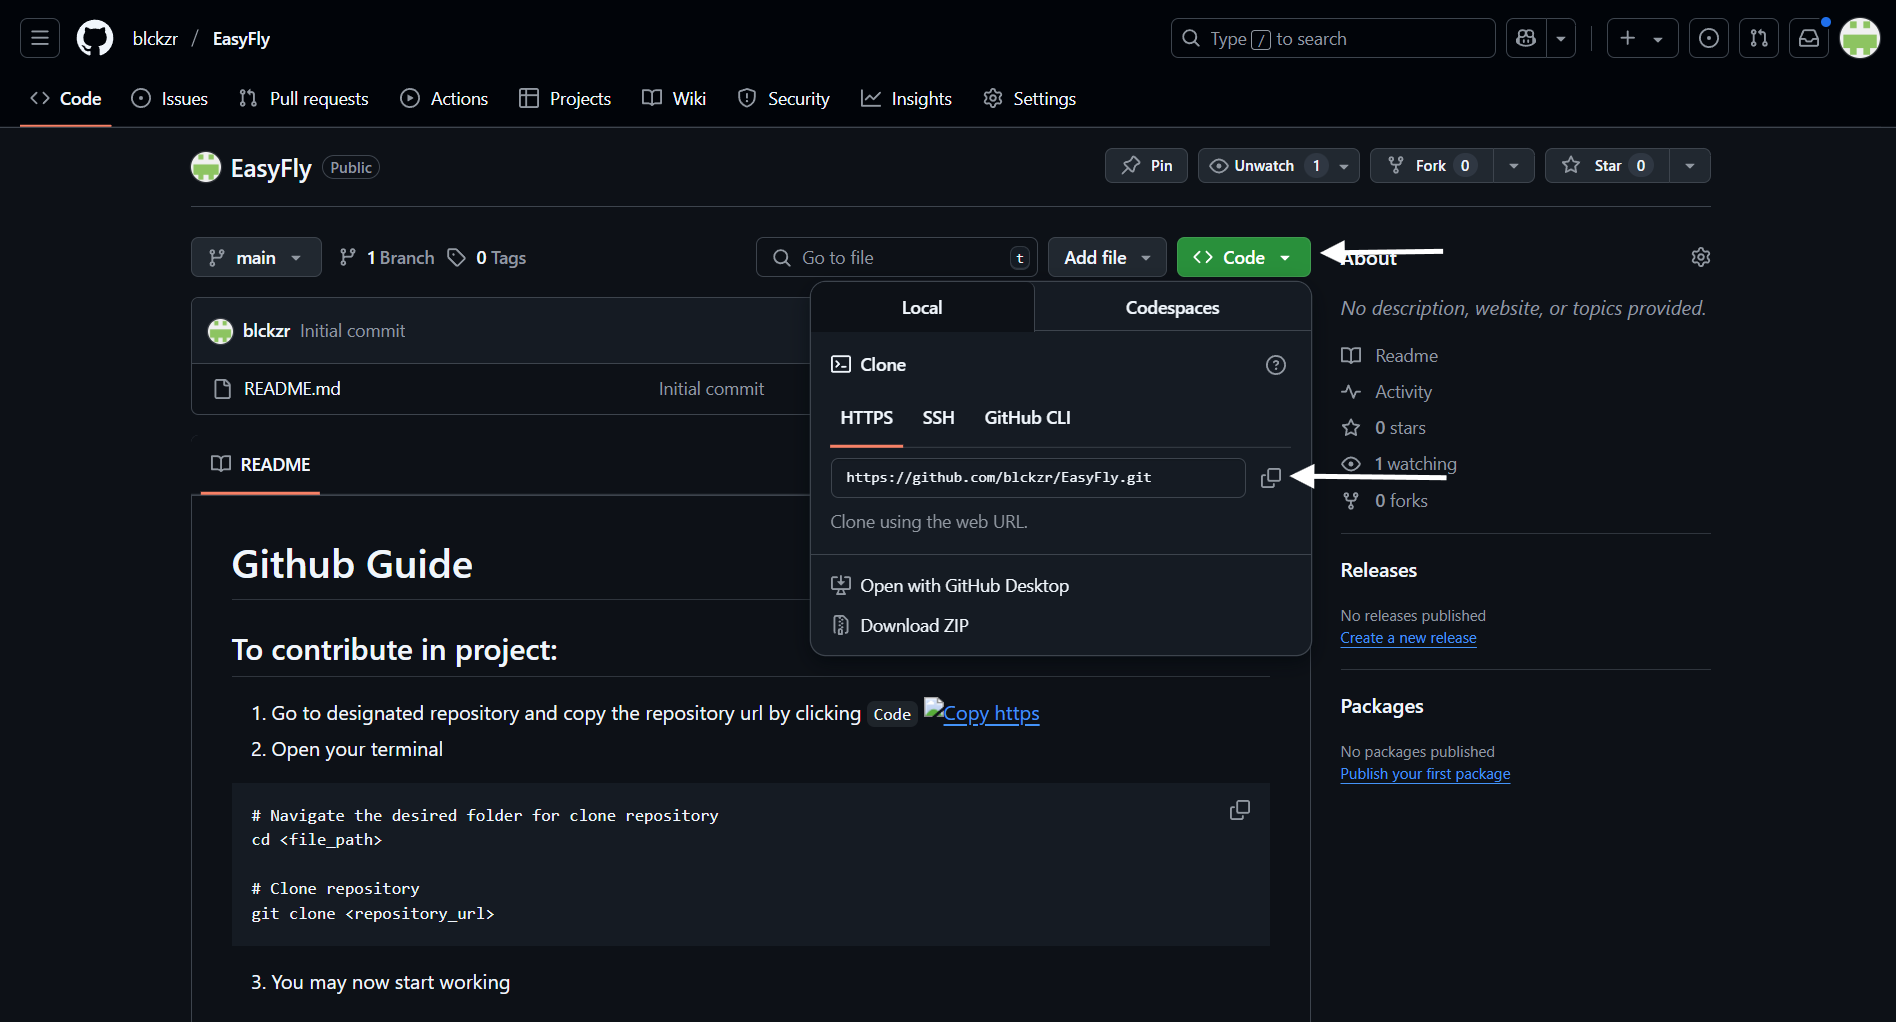 blckzr / EasyFly
Type / to search
Code Issues Pull requests Actions Projects Wiki Security Insights Settings
EasyFly Public
Pin Unwatch 1 Fork 0 Star 0
main 1 Branch 0 Tags Go to file t Add file Code
Local Codespaces
Clone
HTTPS SSH GitHub CLI
https://github.com/blckzr/EasyFly.git
Clone using the web URL.
Open with GitHub Desktop
Download ZIP
blckzr Initial commit
README.md Initial commit
README
Github Guide
To contribute in project:
1. Go to designated repository and copy the repository url by clicking Code Copy https
2. Open your terminal
# Navigate the desired folder for clone repository
cd <file_path>
# Clone repository
git clone <repository_url>
3. You may now start working
About
No description, website, or topics provided.
Readme
Activity
0 stars
1 watching
0 forks
Releases
No releases published
Create a new release
Packages
No packages published
Publish your first package